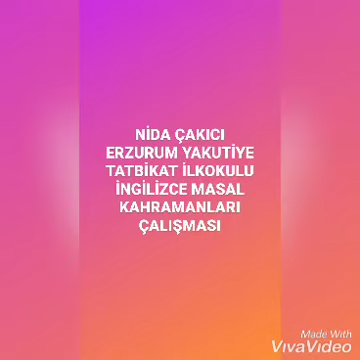 NİDA ÇAKICI
ERZURUM YAKUTİYE
TATBİKAT İLKOKULU
İNGİLİZCE MASAL
KAHRAMANLARI
ÇALIŞMASI
Made With
VivaVideo